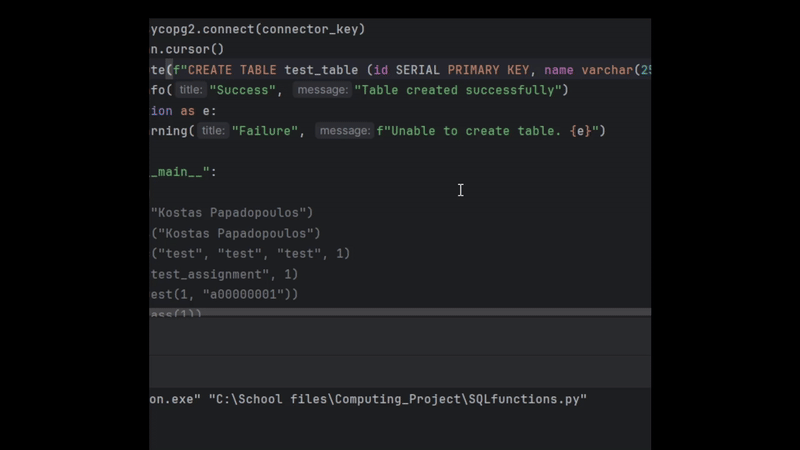 ycopg2.connect(connector_key)
n.cursor()
te(f"CREATE TABLE test_table (id SERIAL PRIMARY KEY, name varchar(25
fo( title: "Success", message: "Table created successfully")
ion as e:
rning( title: "Failure", message: f"Unable to create table. {e}")
_main__":
"Kostas Papadopoulos")
("Kostas Papadopoulos")
("test", "test", "test", 1)
test_assignment", 1)
est(1, "a00000001"))
ass(1))
on.exe" "C:\School files\Computing_Project\SQLfunctions.py"